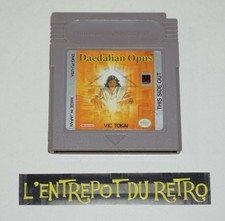 Daedalian Opus
THIS SIDE OUT
VIC TOKAI
L'ENTREPOT DU RETRO